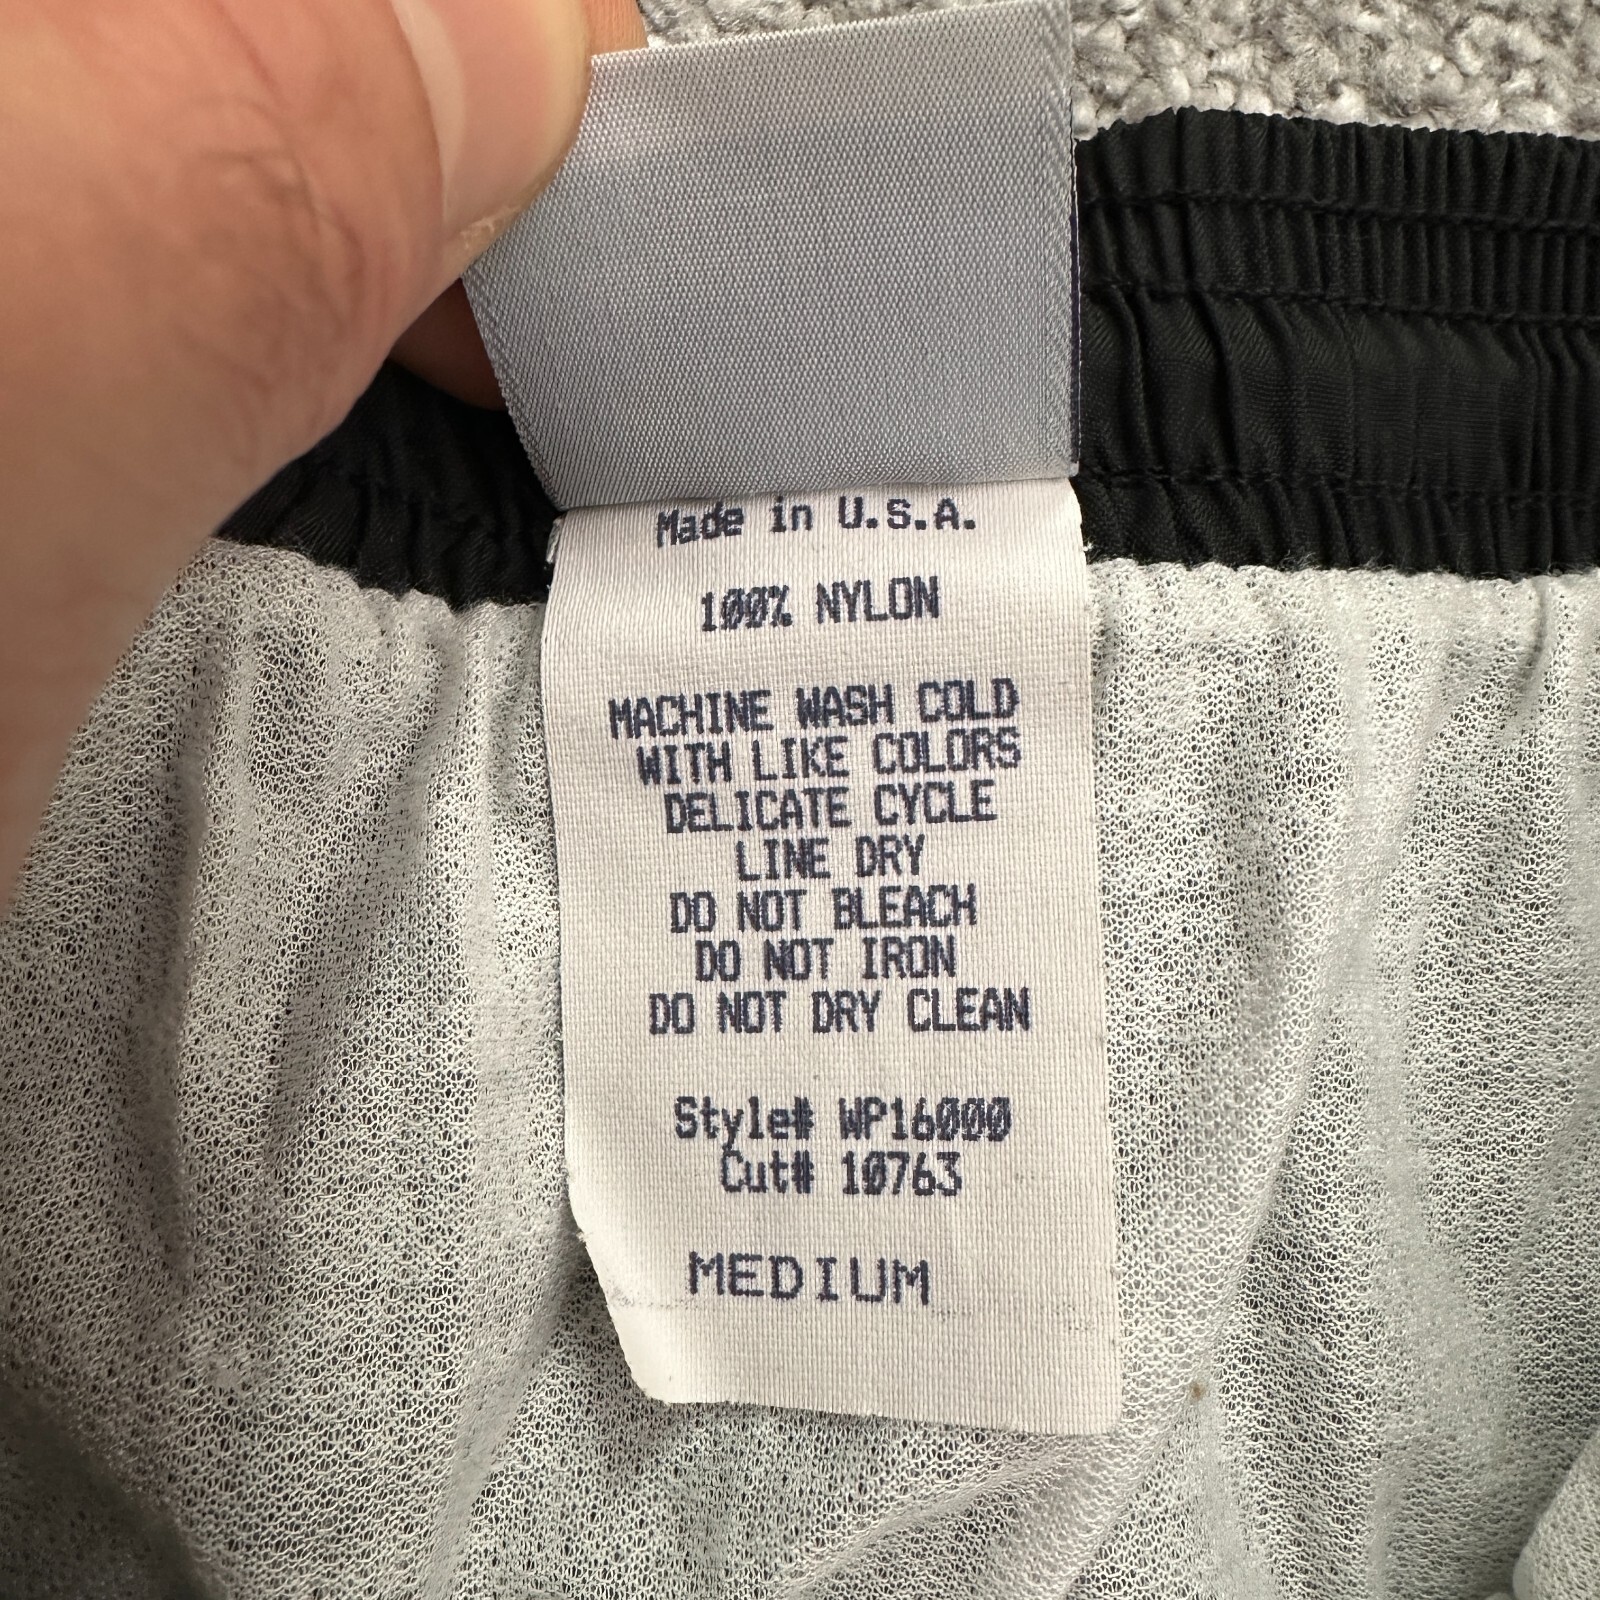 Made in U.S.A.
100% NYLON
MACHINE WASH COLD
WITH LIKE COLORS
DELICATE CYCLE
LINE DRY
DO NOT BLEACH
DO NOT IRON
DO NOT DRY CLEAN
Style# WP16000
Cut# 10763
MEDIUM